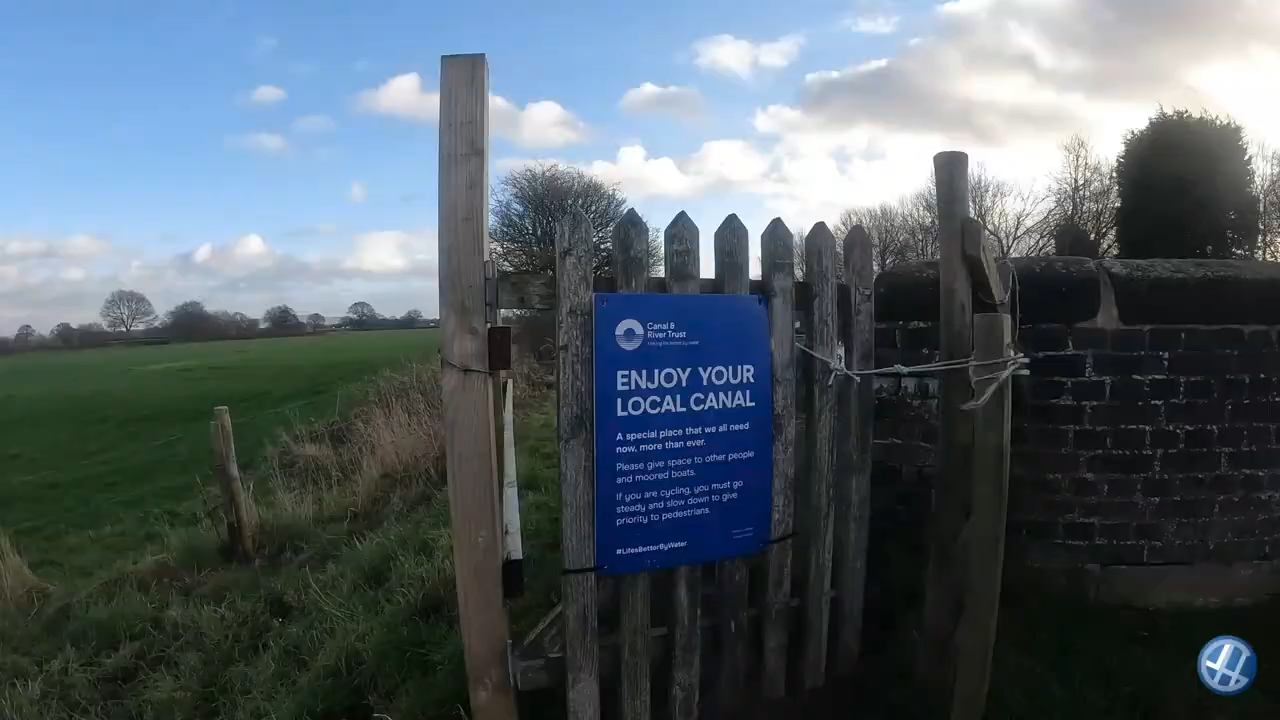 Canal &
River Trust
ENJOY YOUR
LOCAL CANAL
A special place that we all need
now, more than ever.
Please give space to other people
and moored boats.
If you are cycling, you must go
steady and slow down to give
priority to pedestrians.
#LifesBetterByWater